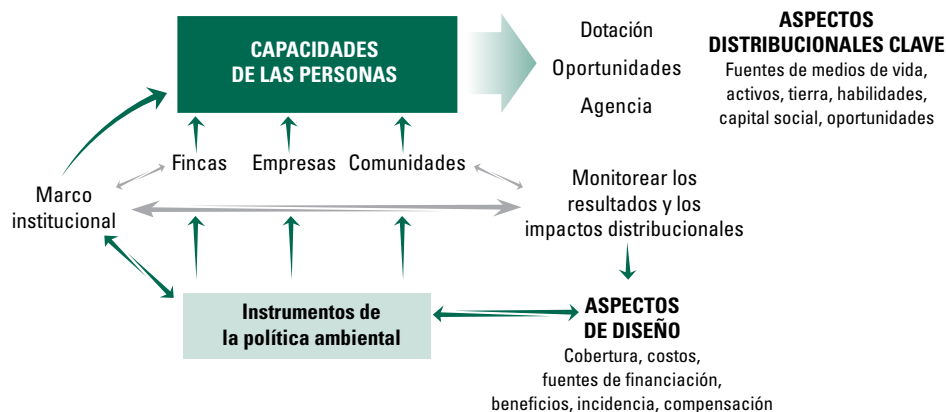 CAPACIDADES
DE LAS PERSONAS
Dotación
Oportunidades
Agencia
ASPECTOS
DISTRIBUCIONALES CLAVE
Fuentes de medios de vida,
activos, tierra, habilidades,
capital social, oportunidades
Fincas
Empresas
Comunidades
Marco
institucional
Monitorear los
resultados y los
impactos distribucionales
Instrumentos de
la política ambiental
ASPECTOS
DE DISEÑO
Cobertura, costos,
fuentes de financiación,
beneficios, incidencia, compensación